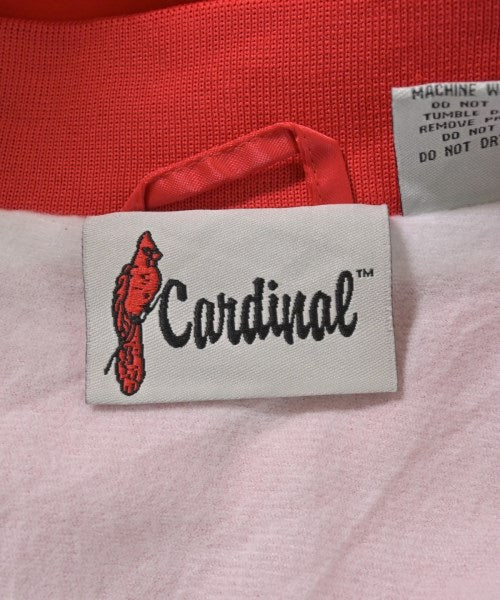 MACHINE W
DO NOT
TUMBLE D
REMOVE P
DO NOT
DO NOT DR
Cardinal™